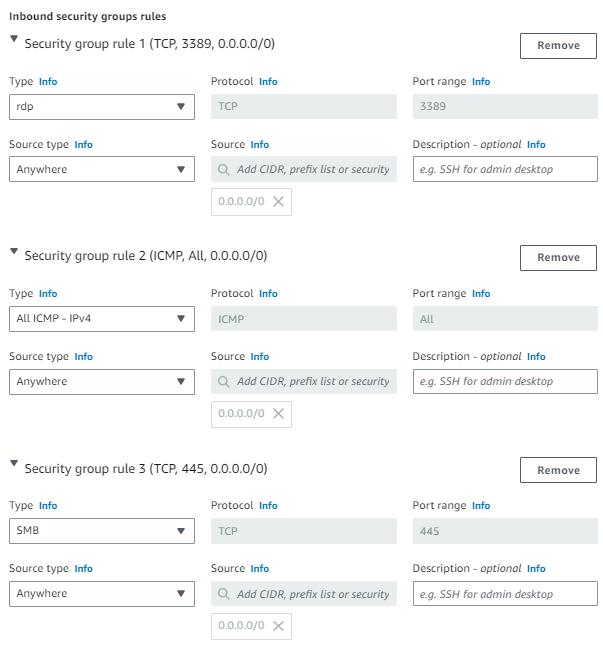 Inbound security groups rules
Security group rule 1 (TCP, 3389, 0.0.0.0/0)
Remove
Type Info
Protocol Info
Port range Info
rdp
TCP
3389
Source type Info
Source Info
Description - optional Info
Anywhere
Add CIDR, prefix list or security
e.g. SSH for admin desktop
0.0.0.0/0
Security group rule 2 (ICMP, All, 0.0.0.0/0)
Remove
Type Info
Protocol Info
Port range Info
All ICMP - IPv4
ICMP
All
Source type Info
Source Info
Description - optional Info
Anywhere
Add CIDR, prefix list or security
e.g. SSH for admin desktop
0.0.0.0/0
Security group rule 3 (TCP, 445, 0.0.0.0/0)
Remove
Type Info
Protocol Info
Port range Info
SMB
TCP
445
Source type Info
Source Info
Description - optional Info
Anywhere
Add CIDR, prefix list or security
e.g. SSH for admin desktop
0.0.0.0/0